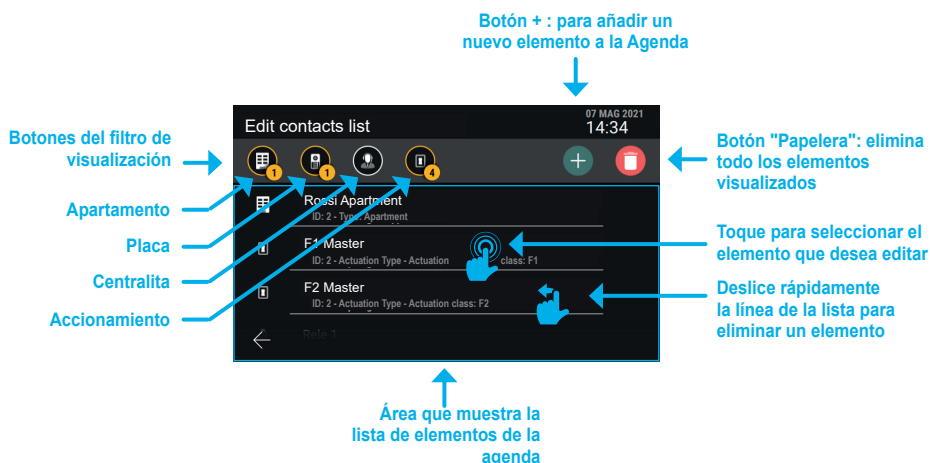 Botón + : para añadir un
nuevo elemento a la Agenda
Edit contacts list
07 MAG 2021
14:34
Botones del filtro de
visualización
Botón "Papelera": elimina
todo los elementos
visualizados
1
1
4
Apartamento
Placa
Centralita
Accionamiento
Rossi Apartment
ID: 2 - Type: Apartment
F1 Master
ID: 2 - Actuation Type - Actuation class: F1
F2 Master
ID: 2 - Actuation Type - Actuation class: F2
Rele 1
Toque para seleccionar el
elemento que desea editar
Deslice rápidamente
la línea de la lista para
eliminar un elemento
Área que muestra la
lista de elementos de la
agenda